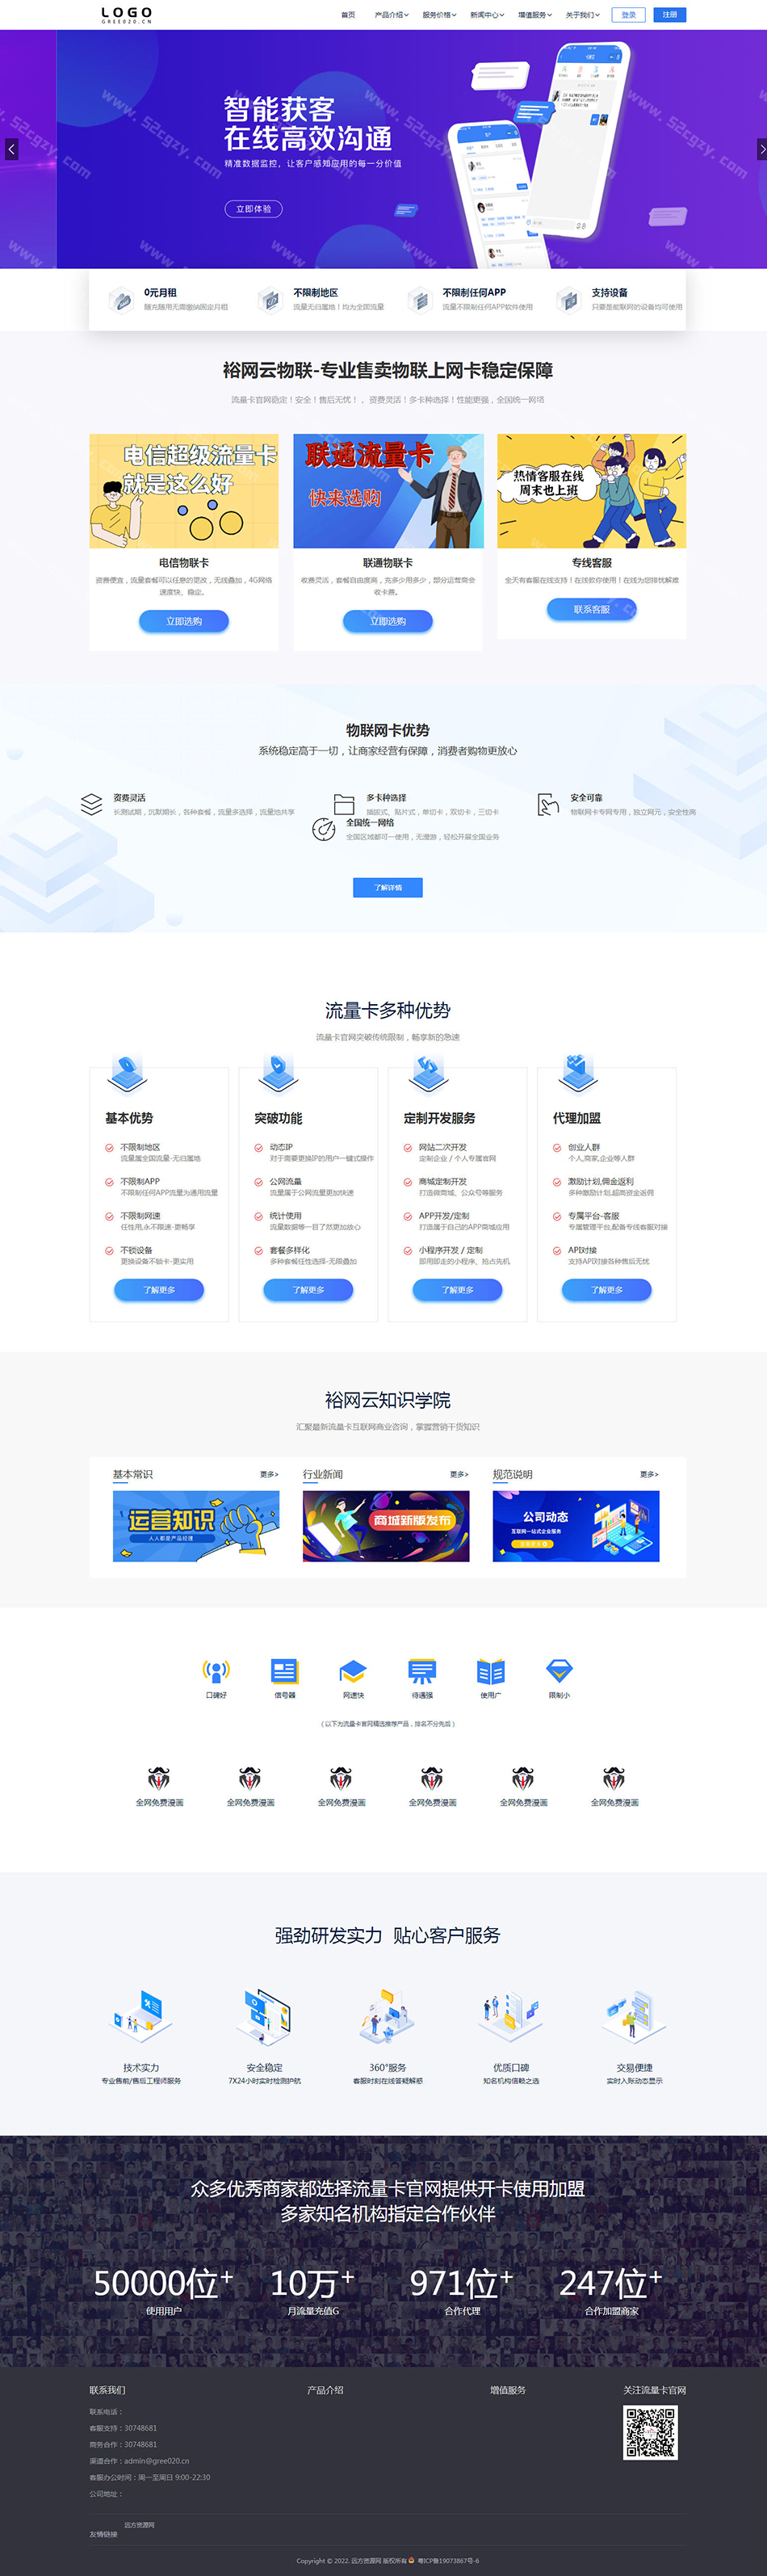 LOGO
GREE020.CN
首页 产品介绍 服务价格 新闻中心 增值服务 关于我们 登录 注册
智能获客
在线高效沟通
精准数据监控，让客户感知应用的每一分价值
立即体验
www.52cgzy.com
0元月租
随充随用无需缴纳固定月租
不限制地区
流量无归属地！均为全国流量
不限制任何APP
流量不限制任何APP软件使用
支持设备
只要是能联网的设备均可使用
裕网云物联-专业售卖物联上网卡稳定保障
流量卡官网稳定！安全！售后无忧！，资费灵活！多卡种选择！性能更强，全国统一网络
电信超级流量卡
就是这么好
联通流量卡
快来选购
热情客服在线
周末也上班
电信物联卡
资费便宜，流量套餐可以任意的更改，无线叠加，4G网络
速度快、稳定。
立即选购
联通物联卡
收费灵活，套餐自由度高，充多少用多少，部分运营商会
收卡费。
立即选购
专线客服
全天有客服在线支持！在线教你使用！在线为您排忧解难
联系客服
物联网卡优势
系统稳定高于一切，让商家经营有保障，消费者购物更放心
资费灵活
长测试期，沉默期长，各种套餐，流量多选择，流量池共享
多卡种选择
插拔式、贴片式，单切卡，双切卡，三切卡
安全可靠
物联网卡专网专用，独立网元，安全性高
全国统一网络
全国区域都可一使用，无漫游，轻松开展全国业务
了解详情
流量卡多种优势
流量卡官网突破传统限制，畅享新的急速
基本优势
不限制地区
流量属全国流量-无归属地
不限制APP
不限制任何APP流量为通用流量
不限制网速
任性用,永不限速-更畅享
不锁设备
更换设备不锁卡-更实用
了解更多
突破功能
动态IP
对于需要更换IP的用户一键式操作
公网流量
流量属于公网流量更加快速
统计使用
流量数据等一目了然更加放心
套餐多样化
多种套餐任性选择-无限叠加
了解更多
定制开发服务
网站二次开发
定制企业 / 个人专属官网
商城定制开发
打造微商城、公众号等服务
APP开发/定制
打造属于自己的APP商城应用
小程序开发 / 定制
即用即走的小程序、抢占先机
了解更多
代理加盟
创业人群
个人,商家,企业等人群
激励计划,佣金返利
多种激励计划,超高资金返佣
专属平台-客服
专属管理平台,配备专线客服对接
API对接
支持API对接各种售后无忧
了解更多
裕网云知识学院
汇聚最新流量卡互联网商业咨询，掌握营销干货知识
基本常识 更多>
运营知识
人人都是产品经理
行业新闻 更多>
商城新版发布
规范说明 更多>
公司动态
互联网一站式企业服务
口碑好 信号器 网速快 待遇强 使用广 限制小
（以下为流量卡官网精选推荐产品，排名不分先后）
全网免费漫画 全网免费漫画 全网免费漫画 全网免费漫画 全网免费漫画 全网免费漫画
强劲研发实力 贴心客户服务
技术实力
专业售前/售后工程师服务
安全稳定
7X24小时实时检测护航
360°服务
客服时刻在线答疑解惑
优质口碑
知名机构信赖之选
交易便捷
实时入账动态显示
众多优秀商家都选择流量卡官网提供开卡使用加盟
多家知名机构指定合作伙伴
50000位+ 10万+ 971位+ 247位+
使用用户 月流量充值G 合作代理 合作加盟商家
联系我们 产品介绍 增值服务 关注流量卡官网
联系电话：
客服支持：30748681
商务合作：30748681
渠道合作：admin@gree020.cn
客服办公时间：周一至周日 9:00-22:30
公司地址：
友情链接 远方资源网
Copyright © 2022. 远方资源网 版权所有 粤ICP备19073867号-6